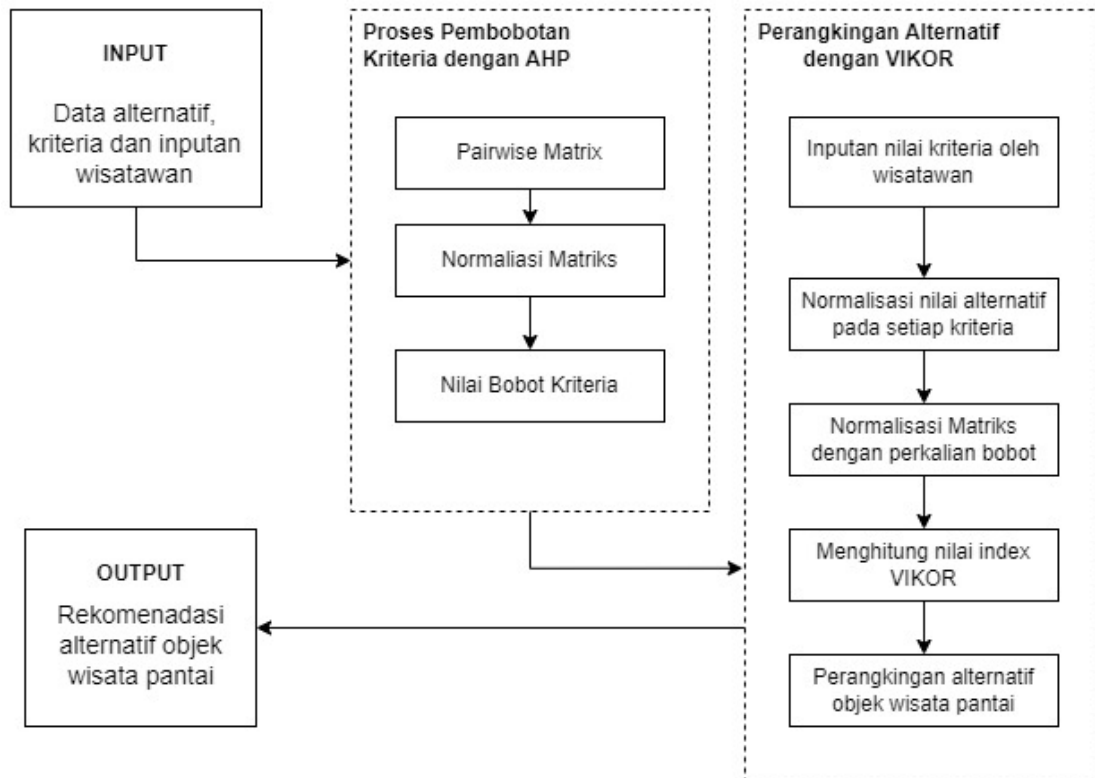 INPUT
Data alternatif,
kriteria dan inputan
wisatawan
Proses Pembobotan
Kriteria dengan AHP
Pairwise Matrix
Normaliasi Matriks
Nilai Bobot Kriteria
Perangkingan Alternatif
dengan VIKOR
Inputan nilai kriteria oleh
wisatawan
Normalisasi nilai alternatif
pada setiap kriteria
Normalisasi Matriks
dengan perkalian bobot
Menghitung nilai index
VIKOR
Perangkingan alternatif
objek wisata pantai
OUTPUT
Rekomenadasi
alternatif objek
wisata pantai